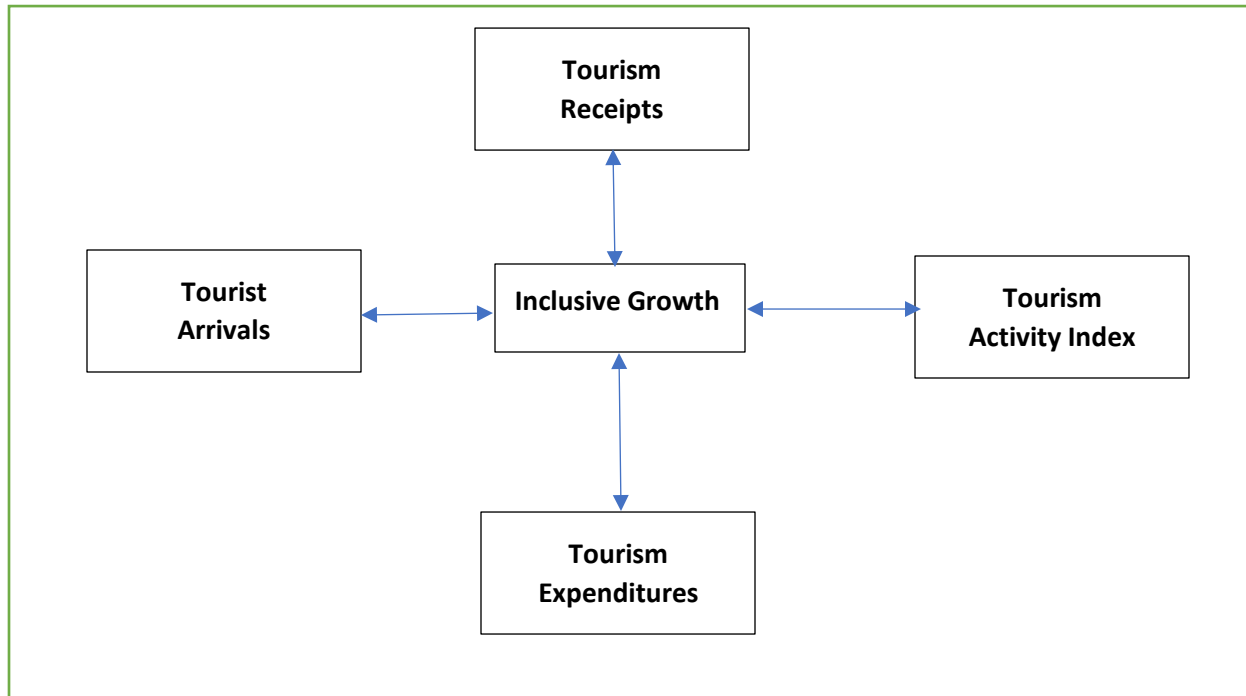 Tourism
Receipts
Tourist
Arrivals
Inclusive Growth
Tourism
Activity Index
Tourism
Expenditures